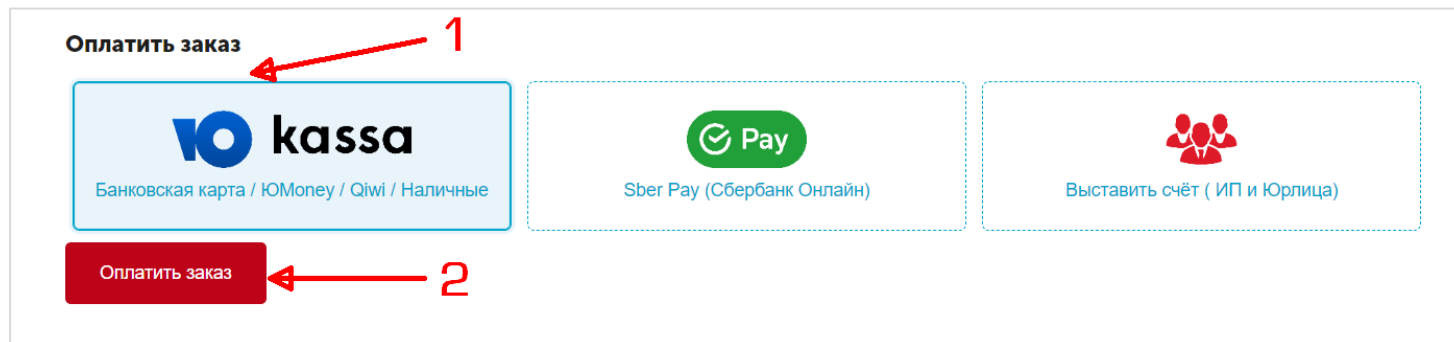 Оплатить заказ
1
Ю kassa
Банковская карта / ЮMoney / Qiwi / Наличные
Pay
Sber Pay (Сбербанк Онлайн)
Выставить счёт ( ИП и Юрлица)
Оплатить заказ
2